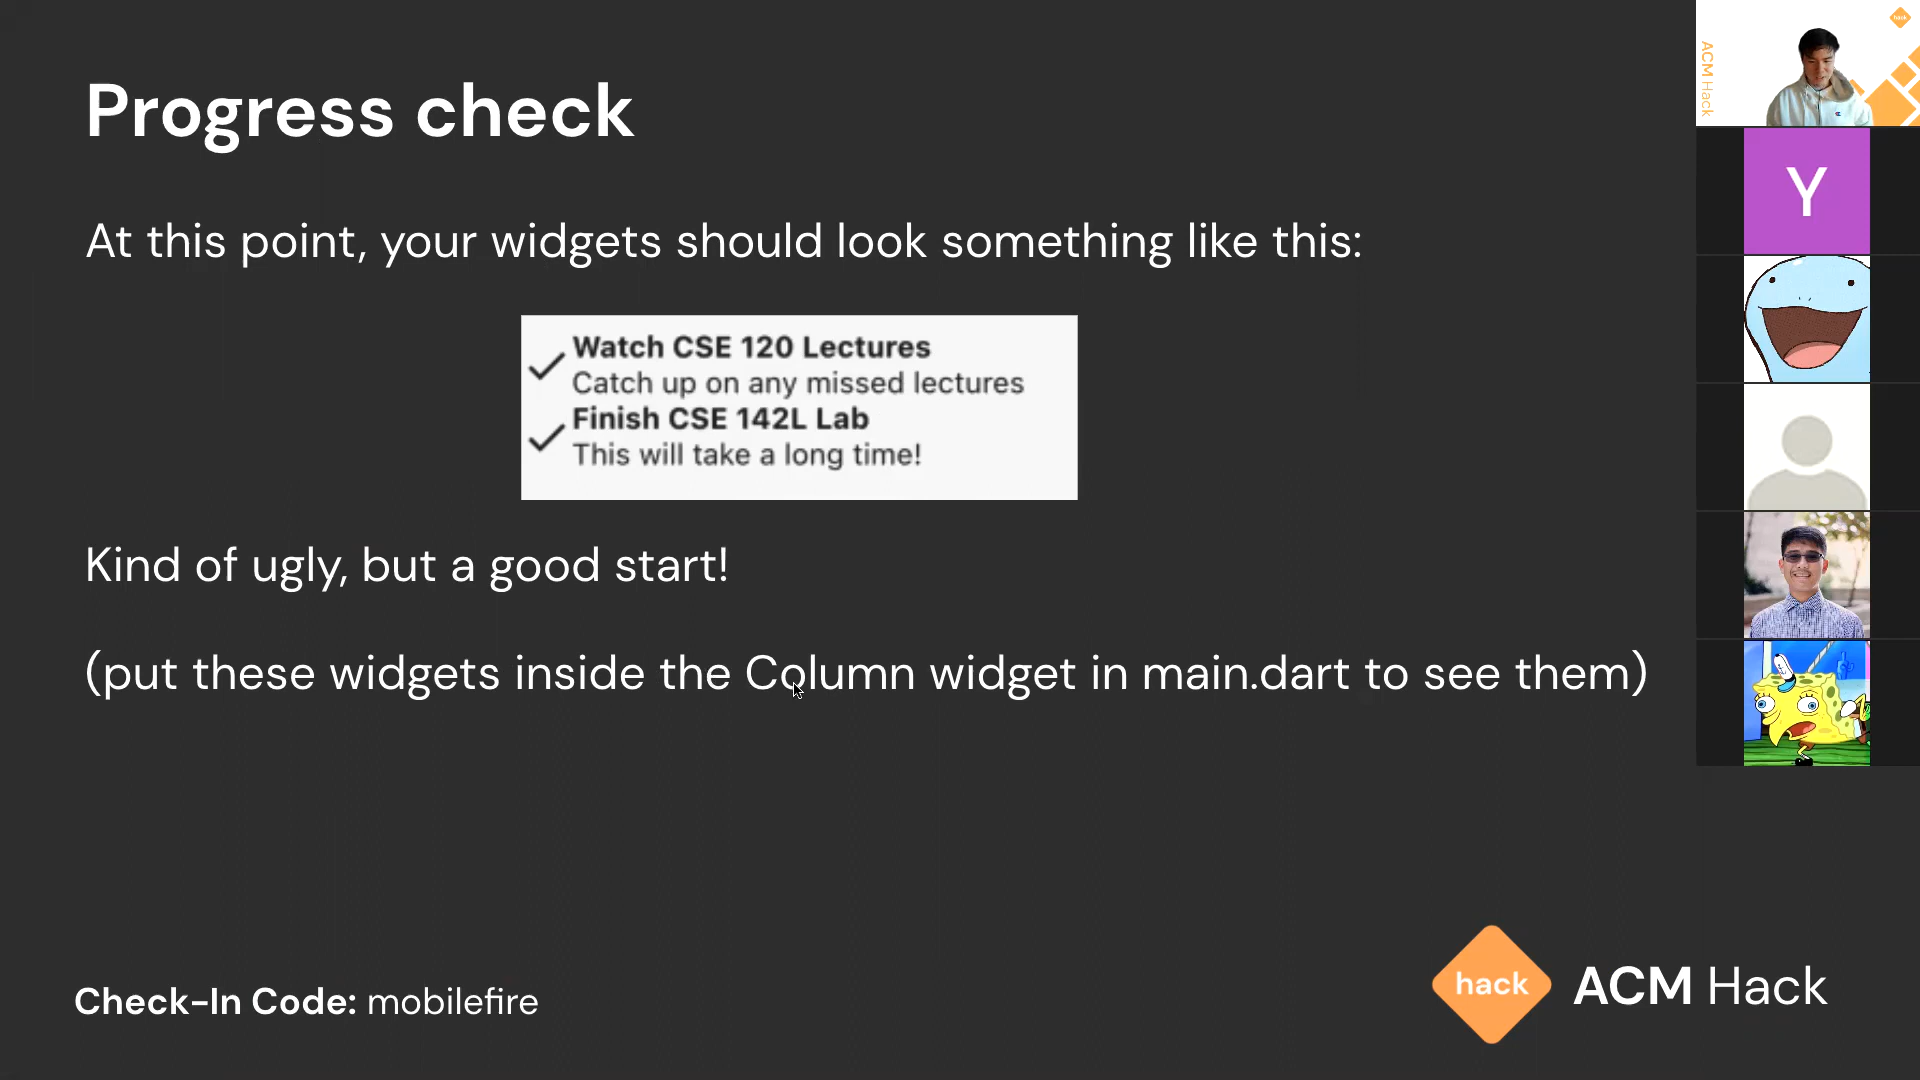 Progress check
At this point, your widgets should look something like this:
Watch CSE 120 Lectures
Catch up on any missed lectures
Finish CSE 142L Lab
This will take a long time!
Kind of ugly, but a good start!
(put these widgets inside the Column widget in main.dart to see them)
Check-In Code: mobilefire
hack
ACM Hack
ACM Hack
hack
Y